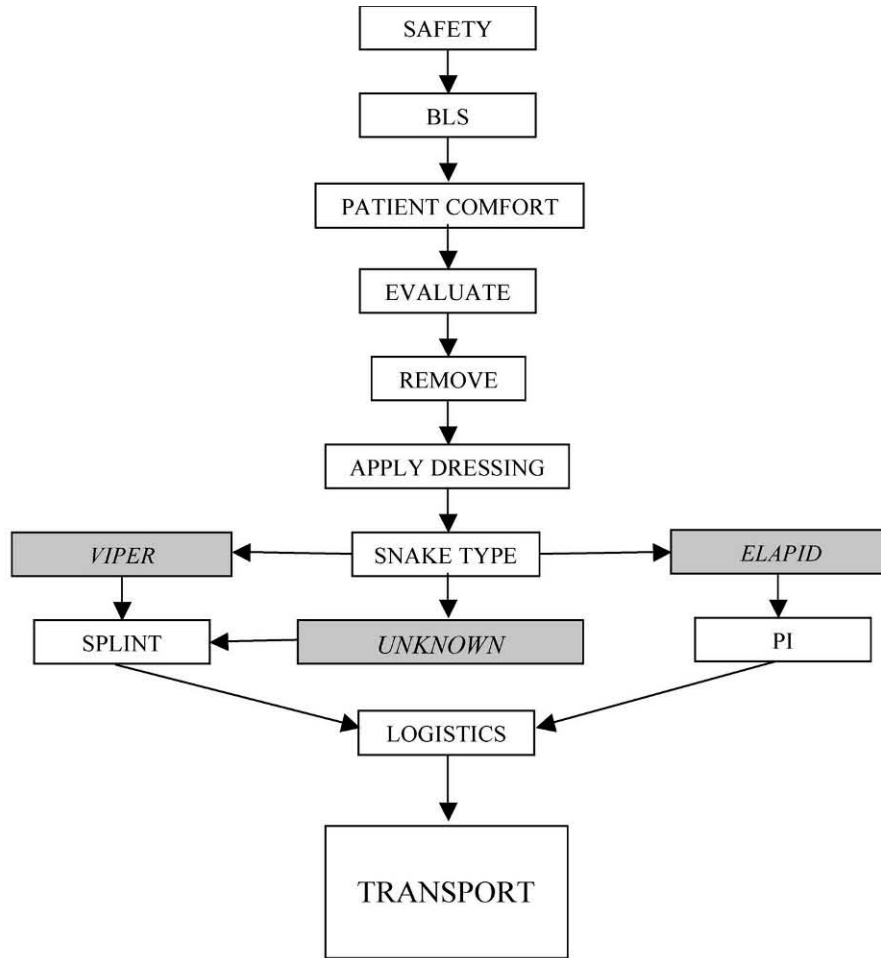 SAFETY
BLS
PATIENT COMFORT
EVALUATE
REMOVE
APPLY DRESSING
VIPER
SNAKE TYPE
ELAPID
SPLINT
UNKNOWN
PI
LOGISTICS
TRANSPORT